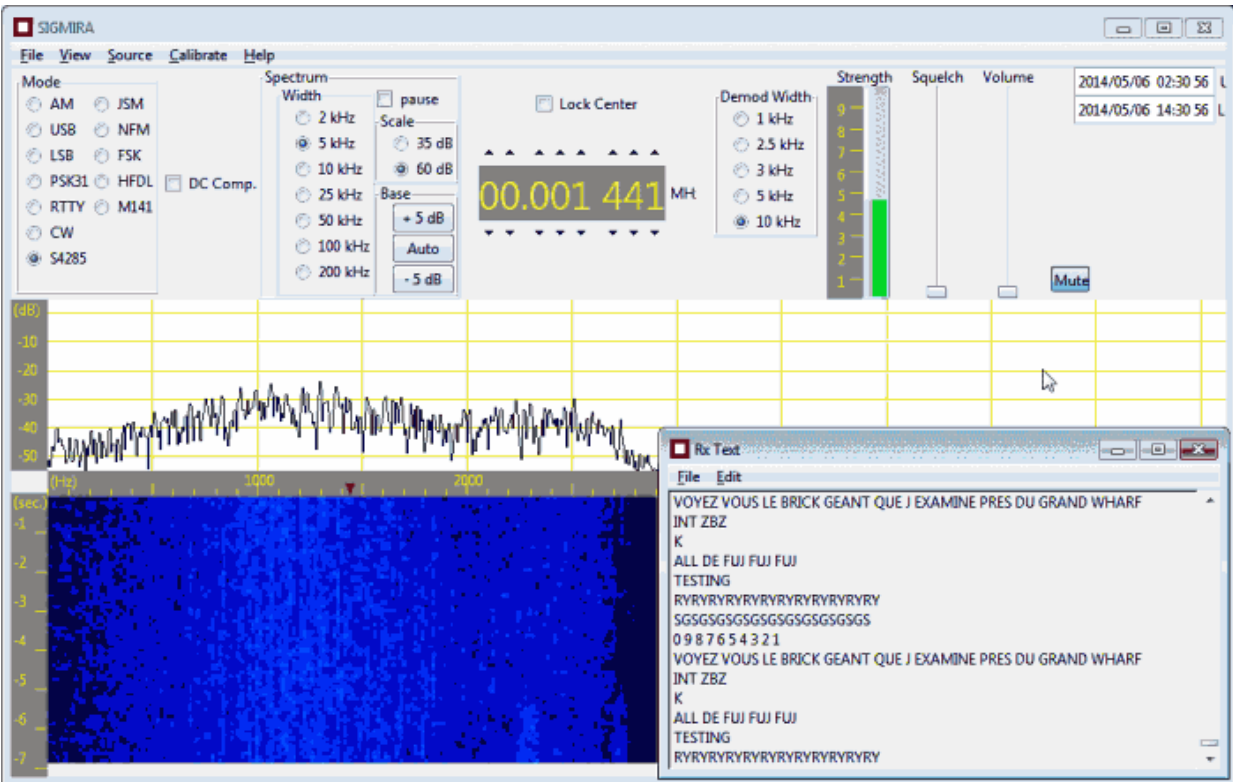 SIGMIRA
File View Source Calibrate Help
Mode
AM JSM
USB NFM
LSB FSK
PSK31 HFDL
RTTY M141
CW
S4285
DC Comp.
Spectrum
Width
2 kHz
5 kHz
10 kHz
25 kHz
50 kHz
100 kHz
200 kHz
pause
Scale
35 dB
60 dB
Base
+ 5 dB
Auto
- 5 dB
Lock Center
00.001 441 MH
Demod Width
1 kHz
2.5 kHz
3 kHz
5 kHz
10 kHz
Strength
9
8
7
6
5
4
3
2
1
Squelch
Volume
2014/05/06 02:30 56
2014/05/06 14:30 56
Mute
(dB)
-10
-20
-30
-40
-50
(Hz) 1000 2000
(sec.)
-1
-2
-3
-4
-5
-6
-7
Rx Text
File Edit
VOYEZ VOUS LE BRICK GEANT QUE J EXAMINE PRES DU GRAND WHARF
INT ZBZ
K
ALL DE FUJ FUJ FUJ
TESTING
RYRYRYRYRYRYRYRYRYRYRYRY
SGSGSGSGSGSGSGSGSGSGSGSG
0 9 8 7 6 5 4 3 2 1
VOYEZ VOUS LE BRICK GEANT QUE J EXAMINE PRES DU GRAND WHARF
INT ZBZ
K
ALL DE FUJ FUJ FUJ
TESTING
RYRYRYRYRYRYRYRYRYRYRYRY